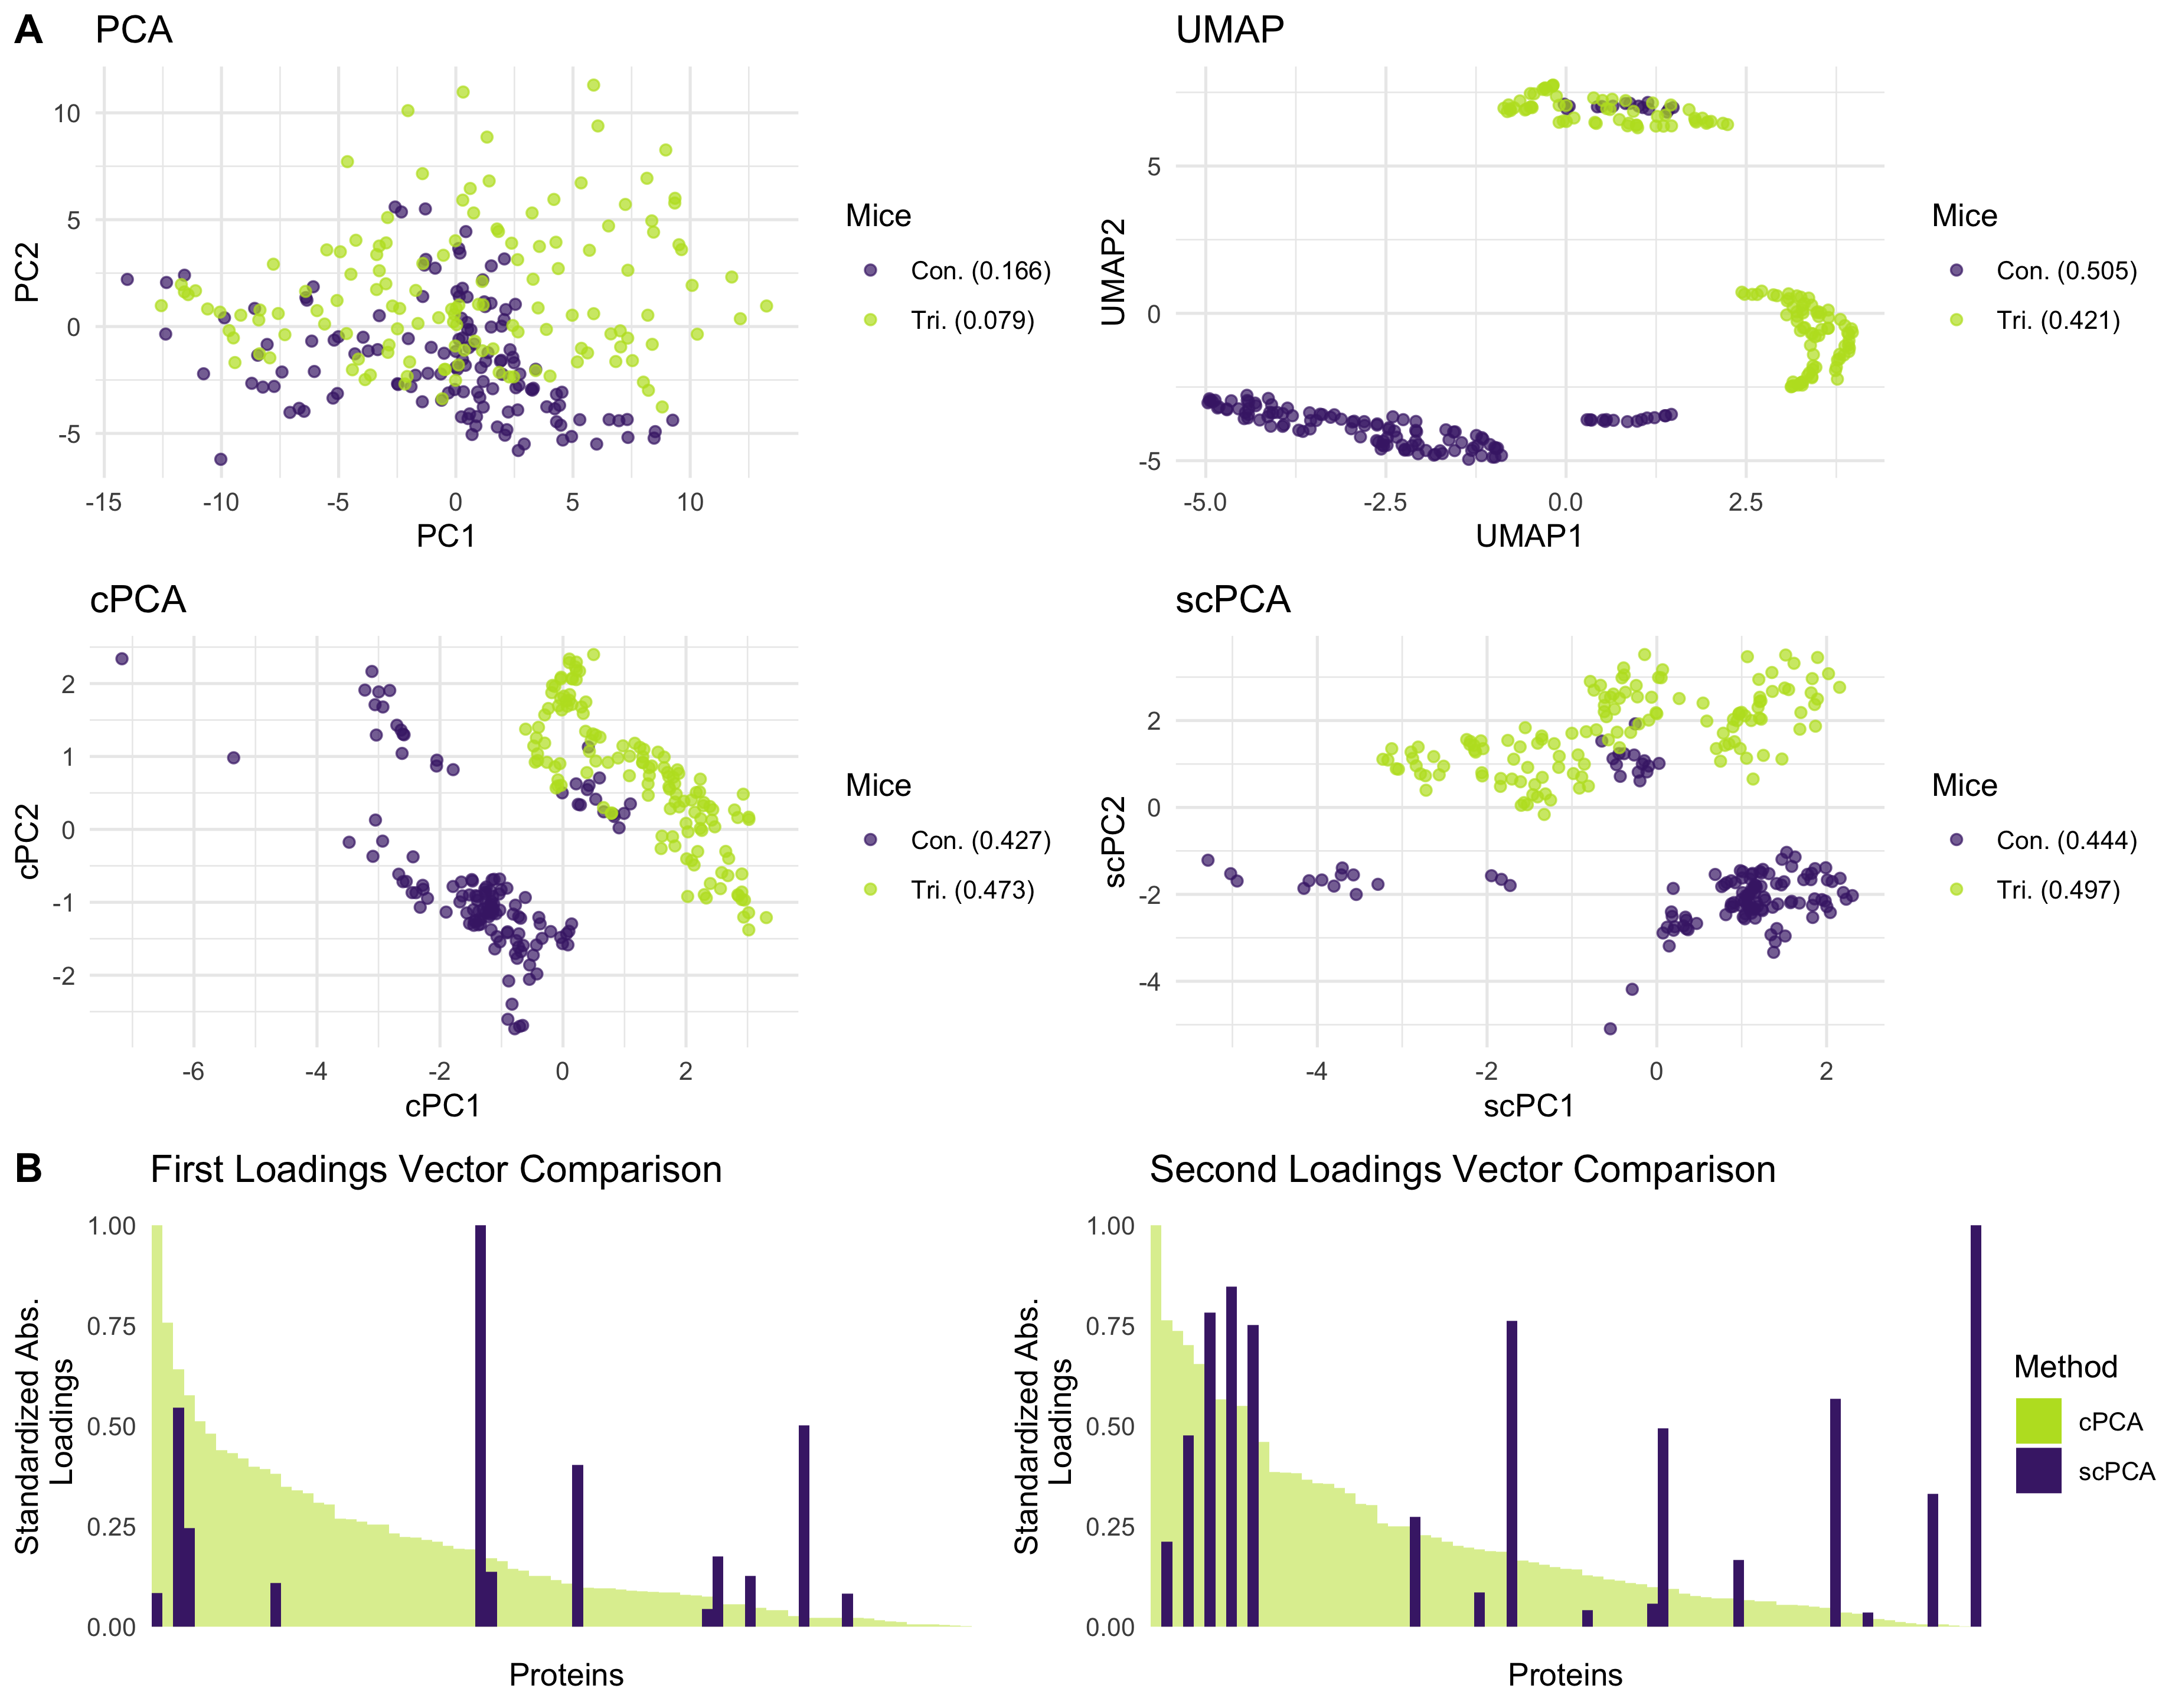 A
PCA
10
5
0
-5
-15
-10
-5
0
5
10
PC2
PC1
Mice
Con. (0.166)
Tri. (0.079)
UMAP
5
0
-5
-5.0
-2.5
0.0
2.5
UMAP2
UMAP1
Mice
Con. (0.505)
Tri. (0.421)
cPCA
2
1
0
-1
-2
-6
-4
-2
0
2
cPC2
cPC1
Mice
Con. (0.427)
Tri. (0.473)
scPCA
2
0
-2
-4
-4
-2
0
2
scPC2
scPC1
Mice
Con. (0.444)
Tri. (0.497)
B
First Loadings Vector Comparison
1.00
0.75
0.50
0.25
0.00
Standardized Abs.
Loadings
Proteins
Second Loadings Vector Comparison
1.00
0.75
0.50
0.25
0.00
Standardized Abs.
Loadings
Proteins
Method
cPCA
scPCA